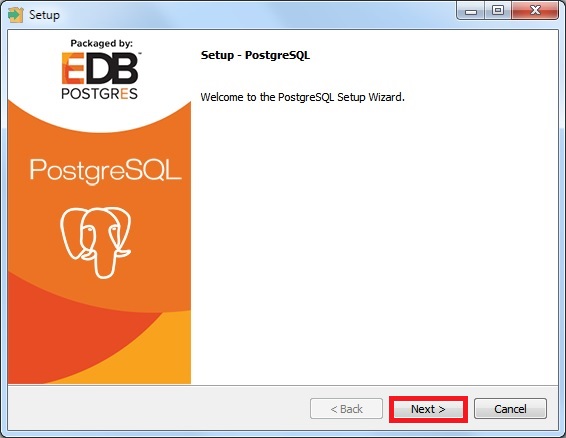 Setup
Packaged by:
EDB
POSTGRES
PostgreSQL
Setup - PostgreSQL
Welcome to the PostgreSQL Setup Wizard.
< Back
Next >
Cancel